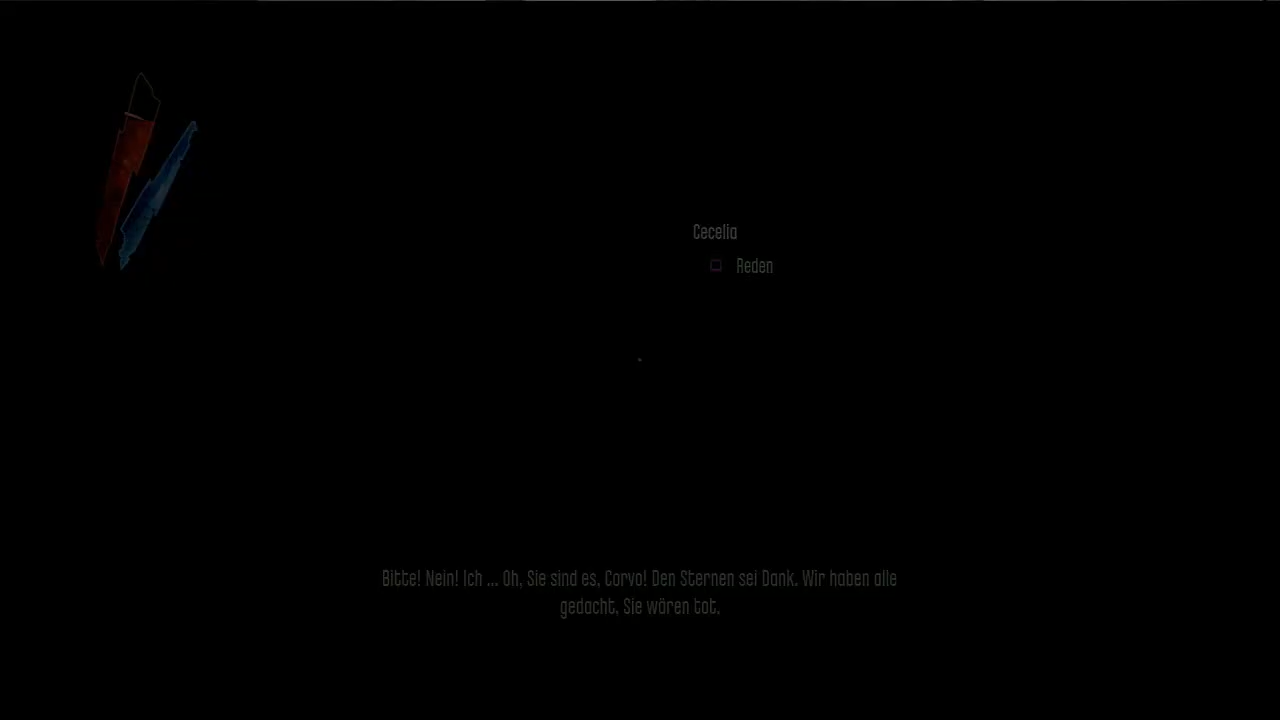 Cecelia
Reden
Bitte! Nein! Ich ... Oh, Sie sind es, Corvo! Den Sternen sei Dank. Wir haben alle
gedacht, Sie wären tot.